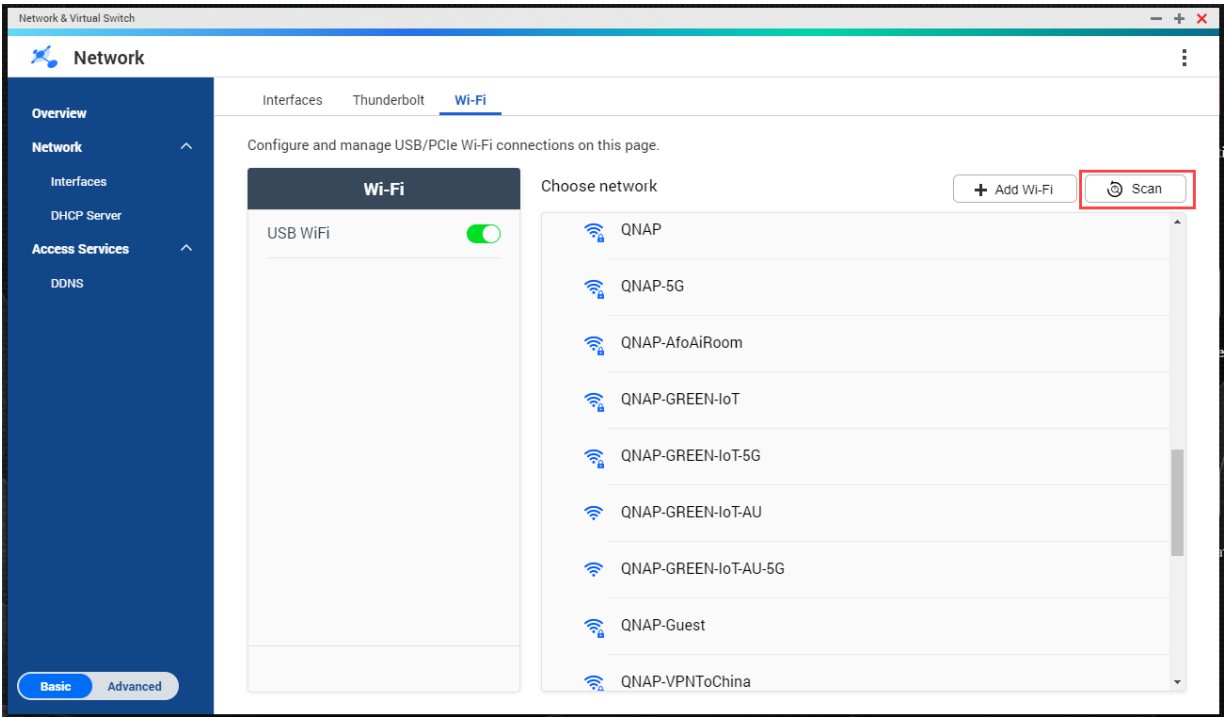 Network & Virtual Switch
Network
Overview
Network
Interfaces
DHCP Server
Access Services
DDNS
Basic Advanced
Interfaces Thunderbolt Wi-Fi
Configure and manage USB/PCIe Wi-Fi connections on this page.
Wi-Fi
USB WiFi
Choose network
Add Wi-Fi
Scan
QNAP
QNAP-5G
QNAP-AfoAiRoom
QNAP-GREEN-IoT
QNAP-GREEN-IoT-5G
QNAP-GREEN-IoT-AU
QNAP-GREEN-IoT-AU-5G
QNAP-Guest
QNAP-VPNToChina